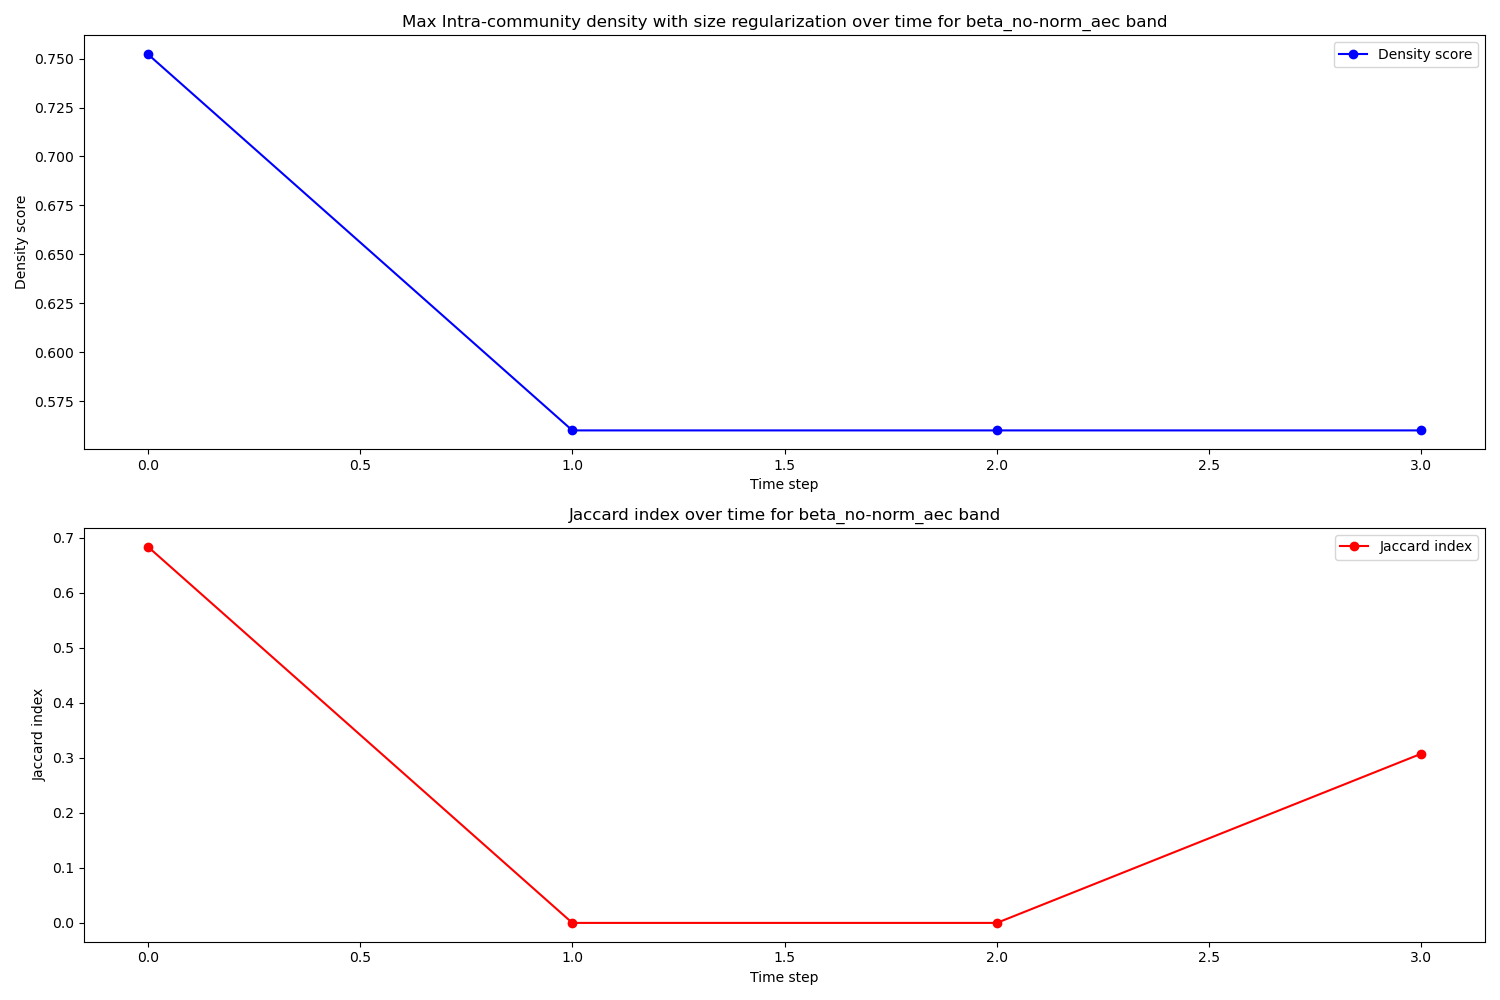 Max Intra-community density with size regularization over time for beta_no-norm_aec band
Density score
0.750
0.725
0.700
0.675
0.650
0.625
0.600
0.575
Density score
0.0 0.5 1.0 1.5 2.0 2.5 3.0
Time step
Jaccard index over time for beta_no-norm_aec band
Jaccard index
0.7
0.6
0.5
0.4
0.3
0.2
0.1
0.0
Jaccard index
0.0 0.5 1.0 1.5 2.0 2.5 3.0
Time step